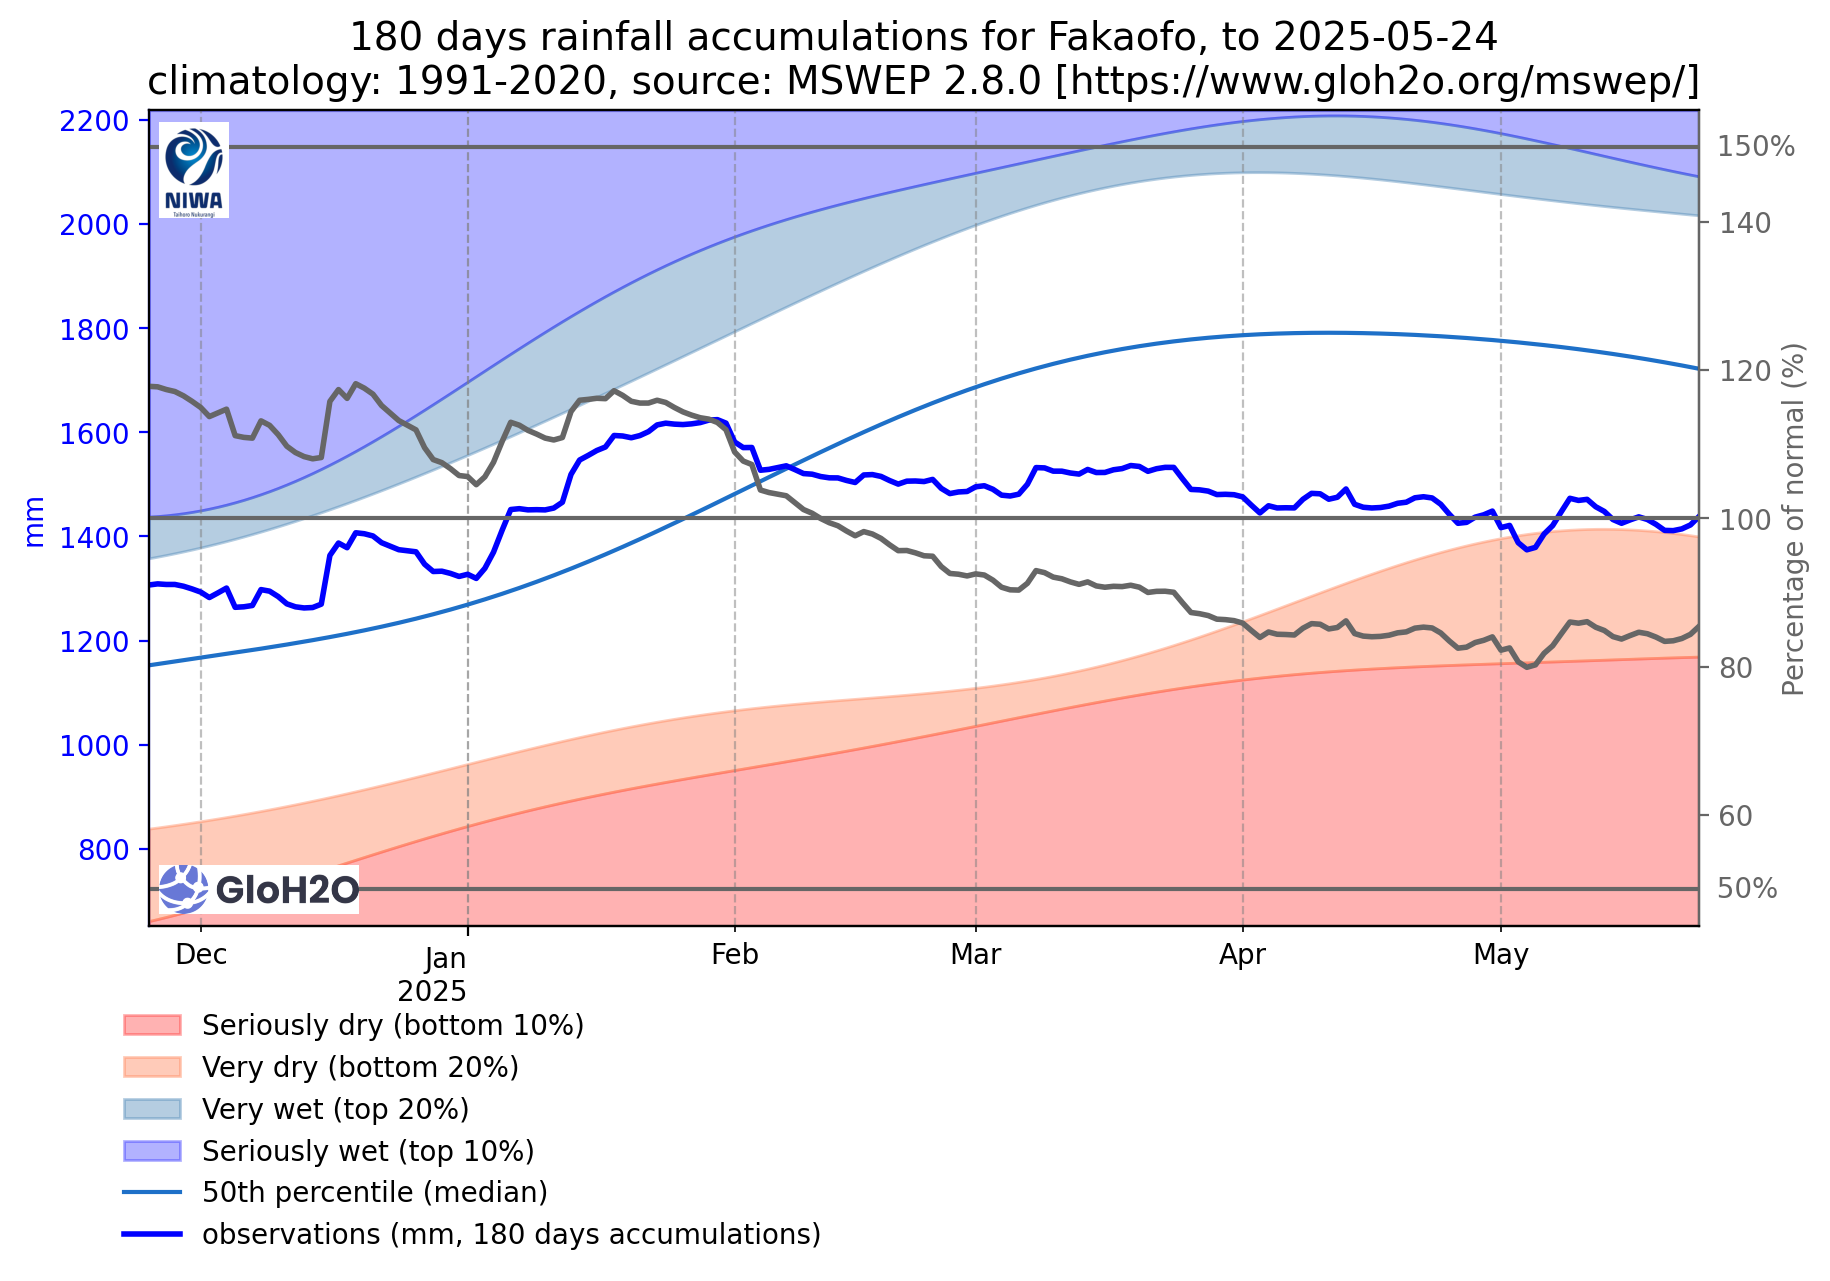 180 days rainfall accumulations for Fakaofo, to 2025-05-24
climatology: 1991-2020, source: MSWEP 2.8.0 [https://www.gloh2o.org/mswep/]
2200
2000
1800
1600
1400
1200
1000
800
mm
NIWA
Taihoro Nukurangi
GloH2O
150%
140
120
100
80
60
50%
Percentage of normal (%)
Dec
Jan
2025
Feb
Mar
Apr
May
Seriously dry (bottom 10%)
Very dry (bottom 20%)
Very wet (top 20%)
Seriously wet (top 10%)
50th percentile (median)
observations (mm, 180 days accumulations)